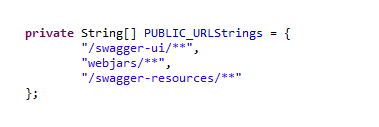 private String[] PUBLIC_URLStrings = {
"/swagger-ui/**",
"webjars/**",
"/swagger-resources/**"
};